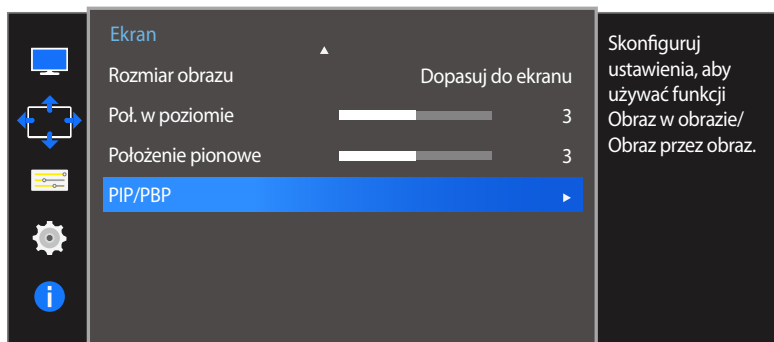 Ekran
Rozmiar obrazu Dopasuj do ekranu
Poł. w poziomie 3
Położenie pionowe 3
PIP/PBP
Skonfiguruj
ustawienia, aby
używać funkcji
Obraz w obrazie/
Obraz przez obraz.